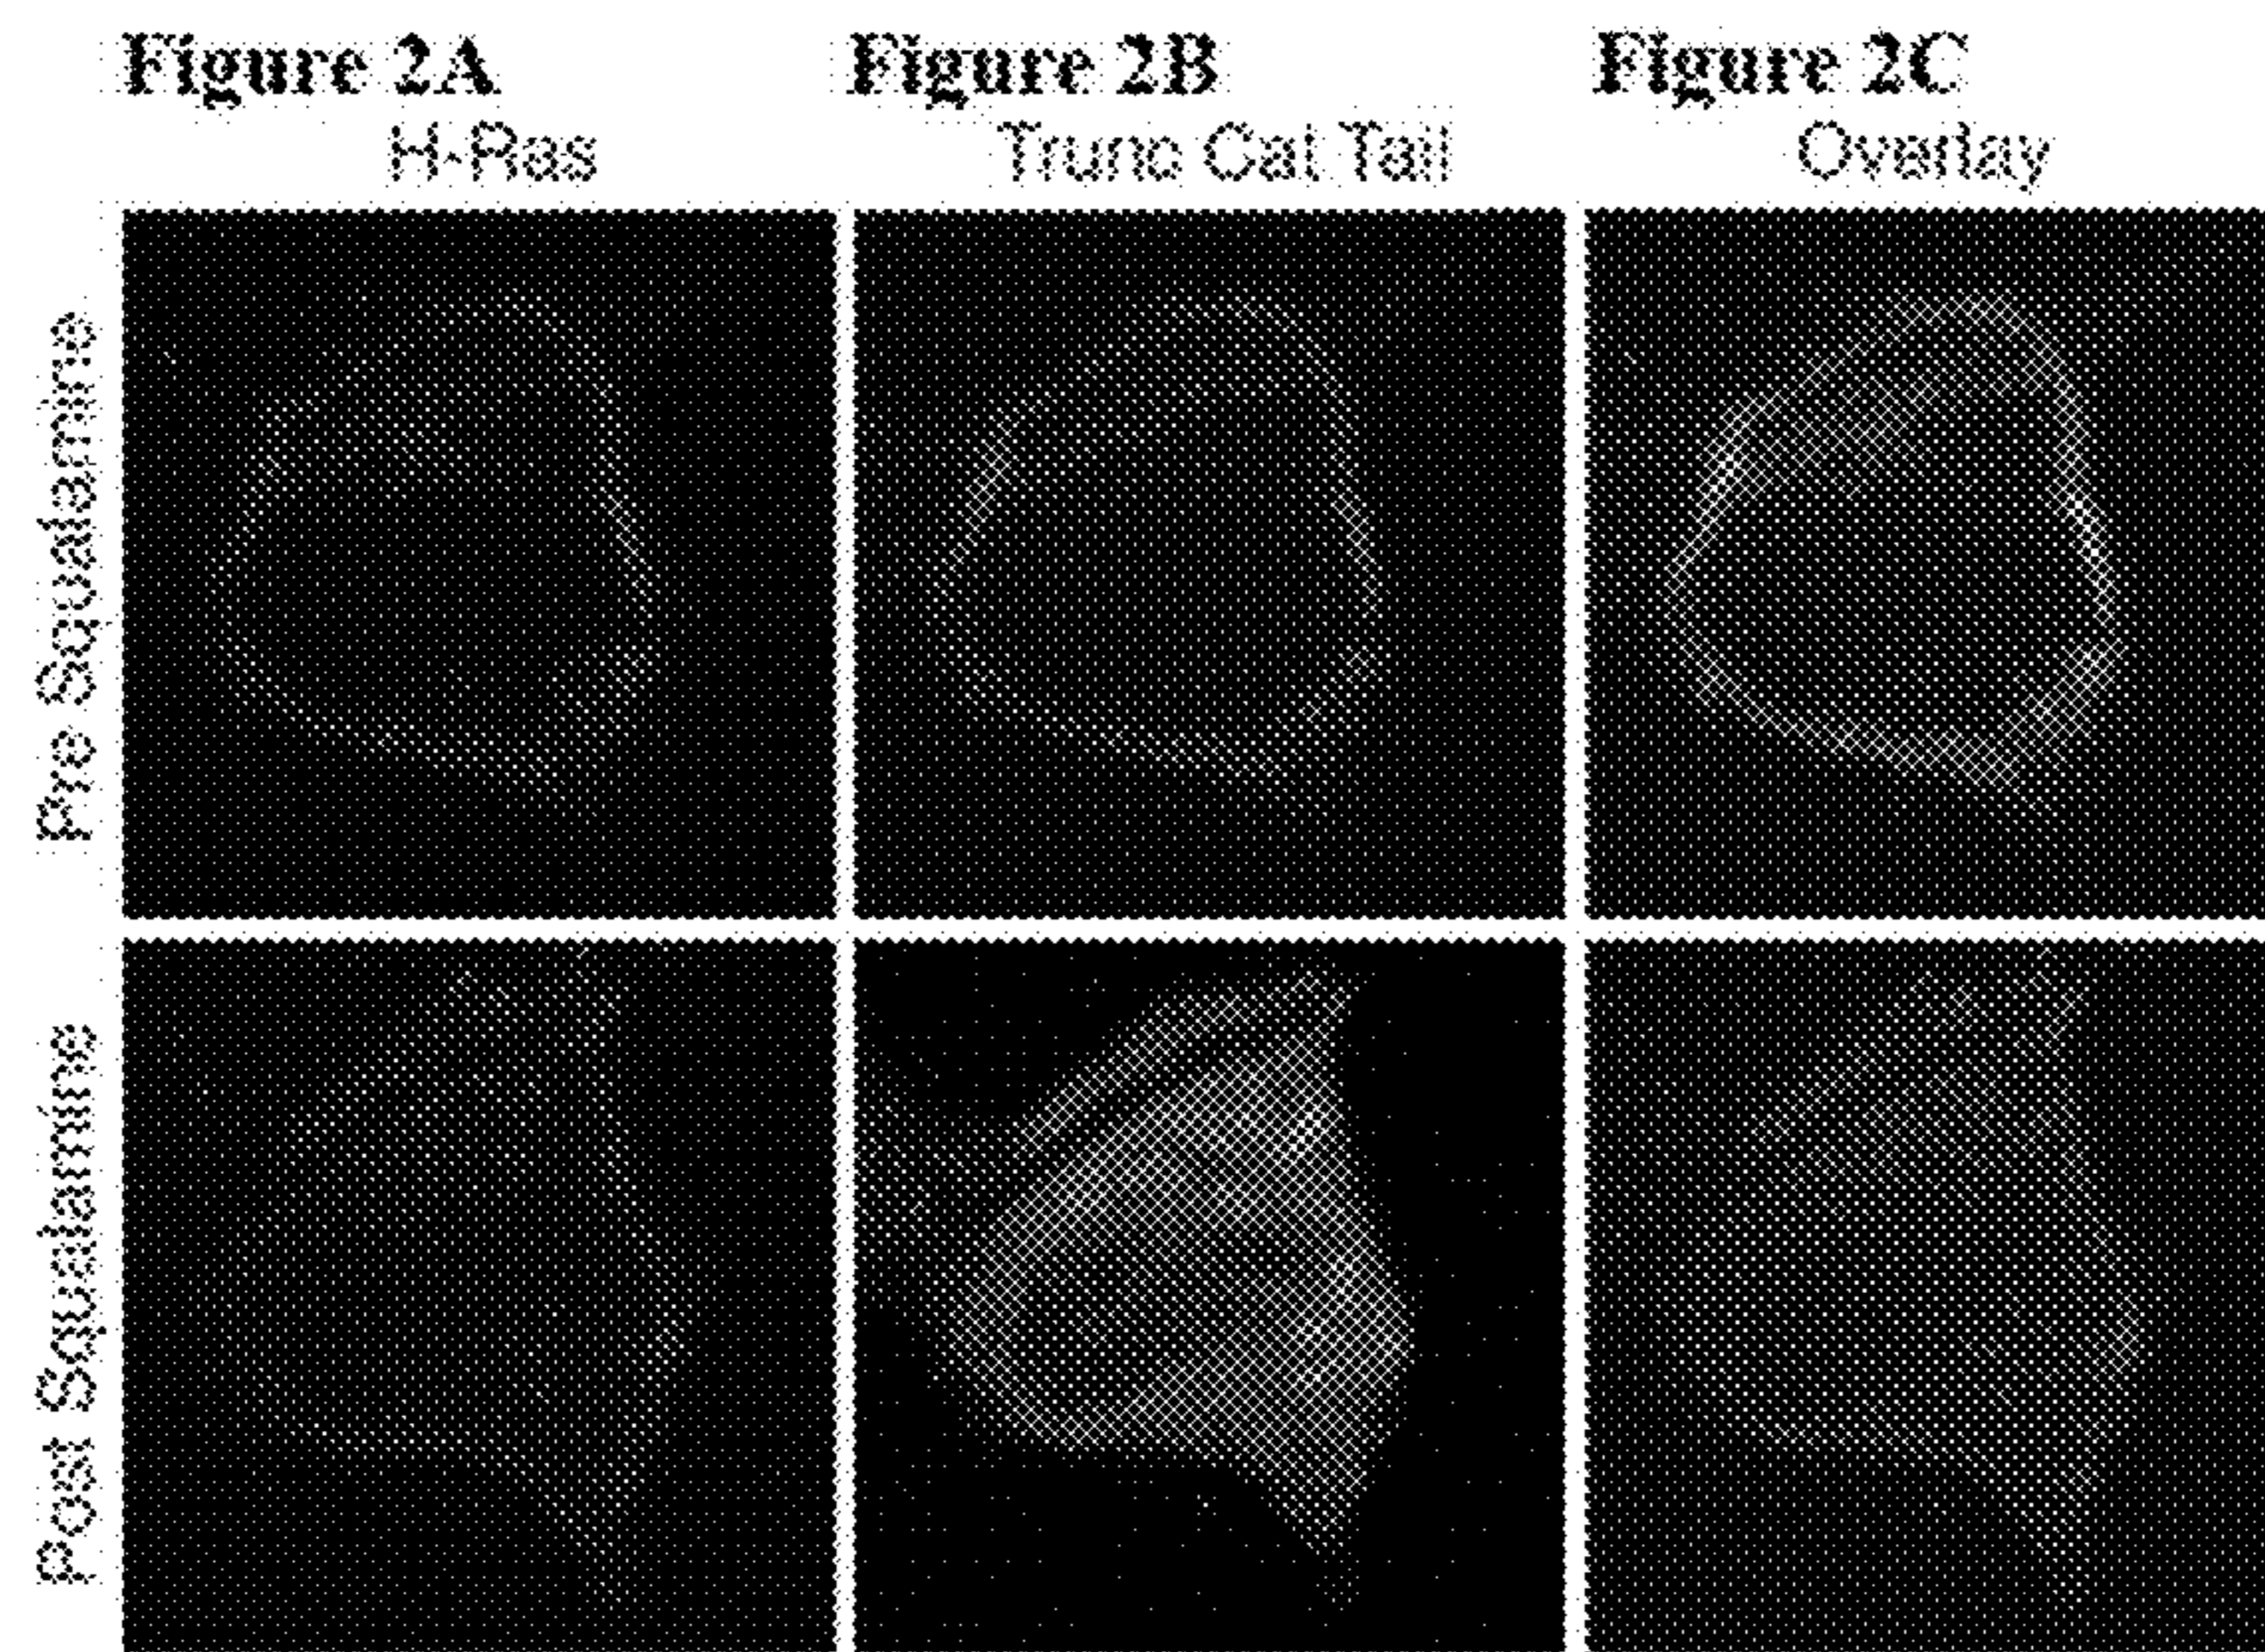 Figure 2A Figure 2B Figure 2C
H-Ras Trunc Cat Tail Overlay
Pre Squalamine
Post Squalamine